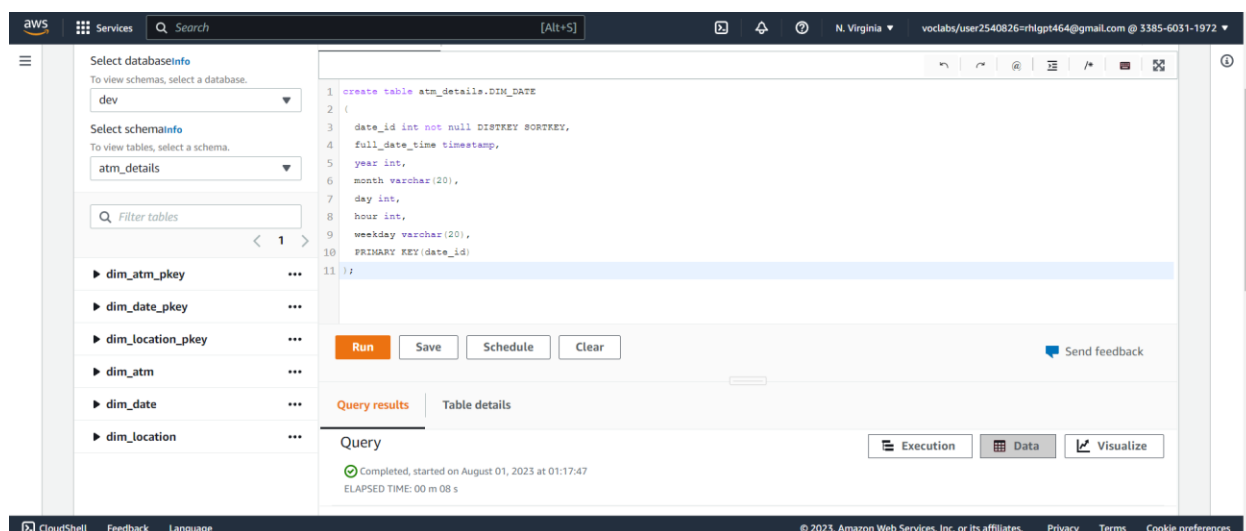 aws Services Search [Alt+S] N. Virginia ▼ voclabs/user2540826=rhlgpt464@gmail.com @ 3385-6031-1972 ▼
Select databaseInfo
To view schemas, select a database.
dev
Select schemaInfo
To view tables, select a schema.
atm_details
Filter tables
< 1 >
dim_atm_pkey
dim_date_pkey
dim_location_pkey
dim_atm
dim_date
dim_location
1 create table atm_details.DIM_DATE
2 (
3 date_id int not null DISTKEY SORTKEY,
4 full_date_time timestamp,
5 year int,
6 month varchar(20),
7 day int,
8 hour int,
9 weekday varchar(20),
10 PRIMARY KEY(date_id)
11 );
Run Save Schedule Clear
Send feedback
Query results Table details
Query
Execution Data Visualize
Completed, started on August 01, 2023 at 01:17:47
ELAPSED TIME: 00 m 08 s
CloudShell Feedback Language © 2023, Amazon Web Services, Inc. or its affiliates. Privacy Terms Cookie preferences